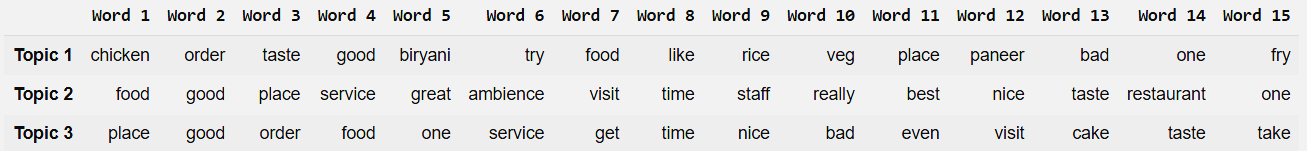 Word 1 Word 2 Word 3 Word 4 Word 5 Word 6 Word 7 Word 8 Word 9 Word 10 Word 11 Word 12 Word 13 Word 14 Word 15
Topic 1 chicken order taste good biryani try food like rice veg place paneer bad one fry
Topic 2 food good place service great ambience visit time staff really best nice taste restaurant one
Topic 3 place good order food one service get time nice bad even visit cake taste take